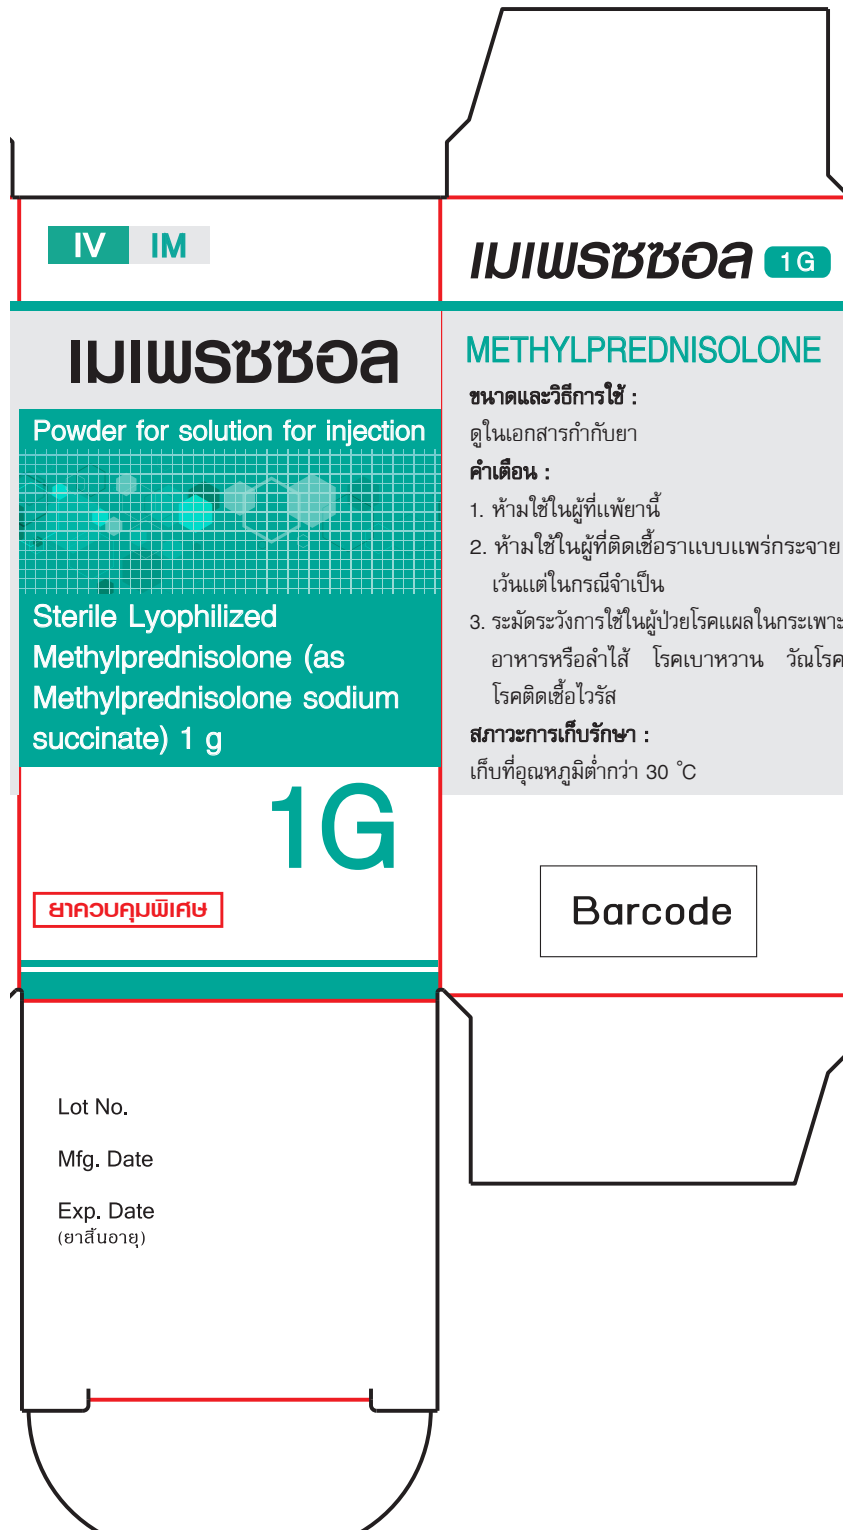 IV IM
เมเพรซซอล
Powder for solution for injection
Sterile Lyophilized
Methylprednisolone (as
Methylprednisolone sodium
succinate) 1 g
1G
ยาควบคุมพิเศษ
Lot No.
Mfg. Date
Exp. Date
(ยาสิ้นอายุ)
เมเพรซซอล 1G
METHYLPREDNISOLONE
ขนาดและวิธีการใช้ :
ดูในเอกสารกำกับยา
คำเตือน :
1. ห้ามใช้ในผู้ที่แพ้ยานี้
2. ห้ามใช้ในผู้ที่ติดเชื้อราแบบแพร่กระจาย
เว้นแต่ในกรณีจำเป็น
3. ระมัดระวังการใช้ในผู้ป่วยโรคแผลในกระเพาะ
อาหารหรือลำไส้ โรคเบาหวาน วัณโรค
โรคติดเชื้อไวรัส
สภาวะการเก็บรักษา :
เก็บที่อุณหภูมิต่ำกว่า 30 °C
Barcode